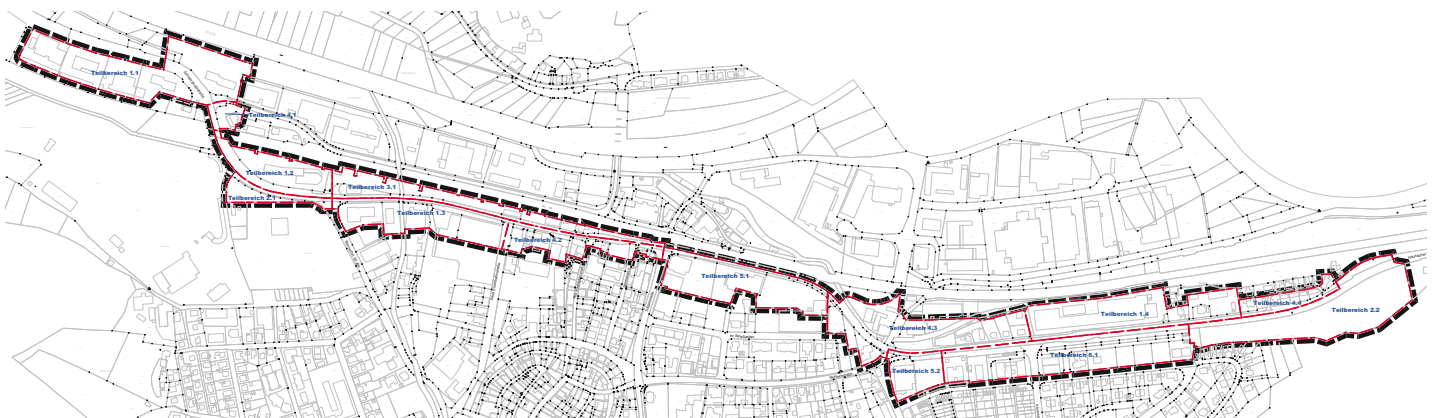 Teilbereich 1.1
Teilbereich 4.1
Teilbereich 1.2
Teilbereich 3.1
Teilbereich 2.1
Teilbereich 1.3
Teilbereich 4.2
Teilbereich 5.1
Teilbereich 4.3
Teilbereich 1.4
Teilbereich 4.4
Teilbereich 2.2
Teilbereich 6.1
Teilbereich 5.2